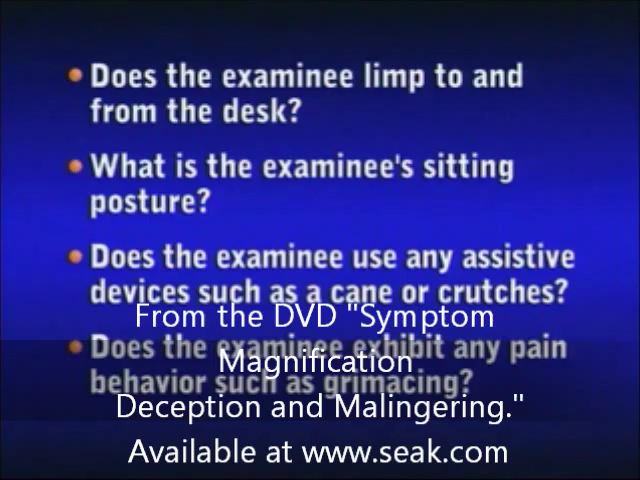 • Does the examinee limp to and
from the desk?
• What is the examinee's sitting
posture?
• Does the examinee use any assistive
devices such as a cane or crutches?
• Does the examinee exhibit any pain
behavior such as grimacing?
From the DVD "Symptom
Magnification
Deception and Malingering."
Available at www.seak.com